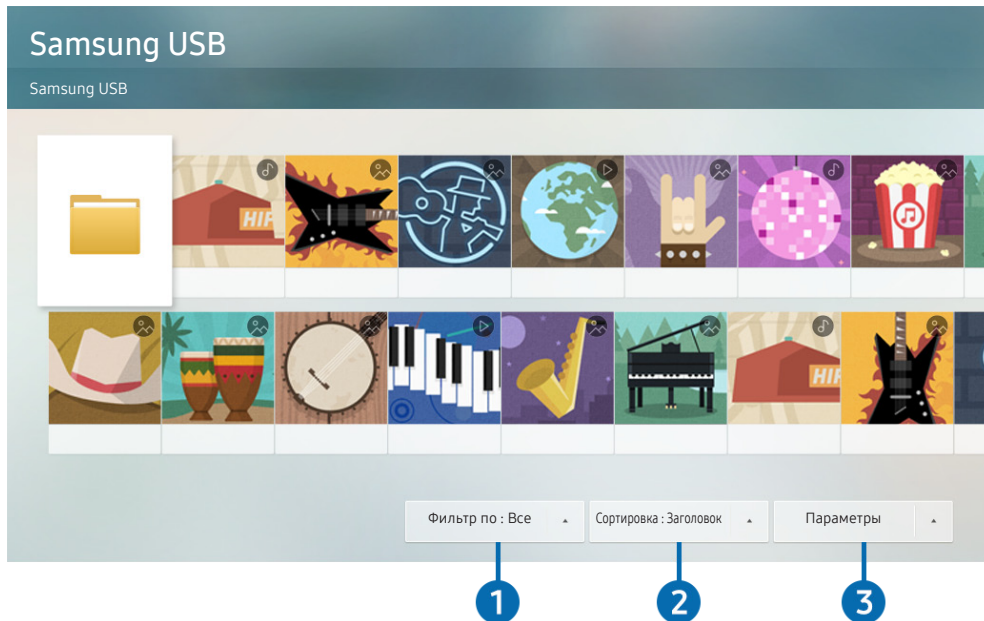 Samsung USB
Samsung USB
HIP
HIP
Фильтр по : Все
Сортировка : Заголовок
Параметры
1
2
3